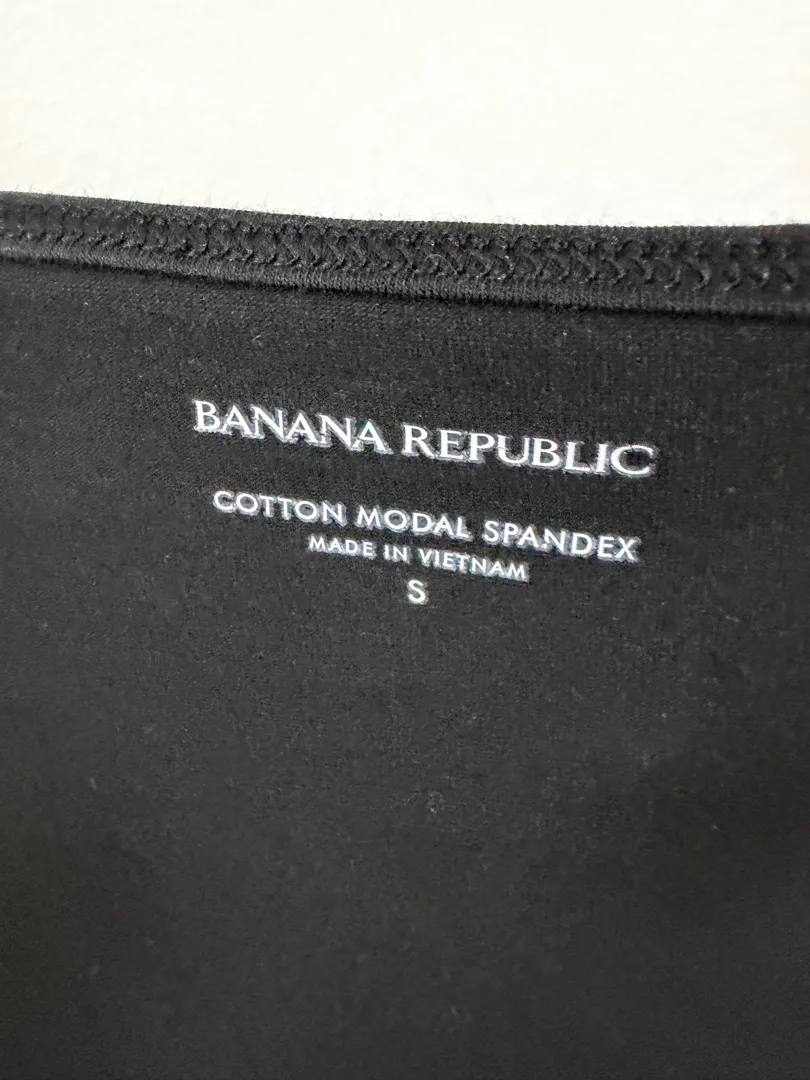 BANANA REPUBLIC
COTTON MODAL SPANDEX
MADE IN VIETNAM
S